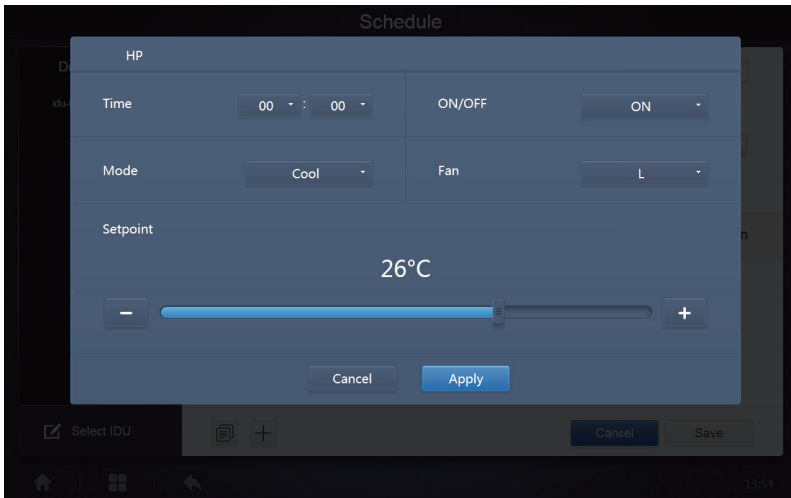 Schedule
HP
Time 00 : 00 ON/OFF ON
idu-
Mode Cool Fan L
Setpoint
26°C
− +
Cancel Apply
Select IDU Cancel Save
13:54